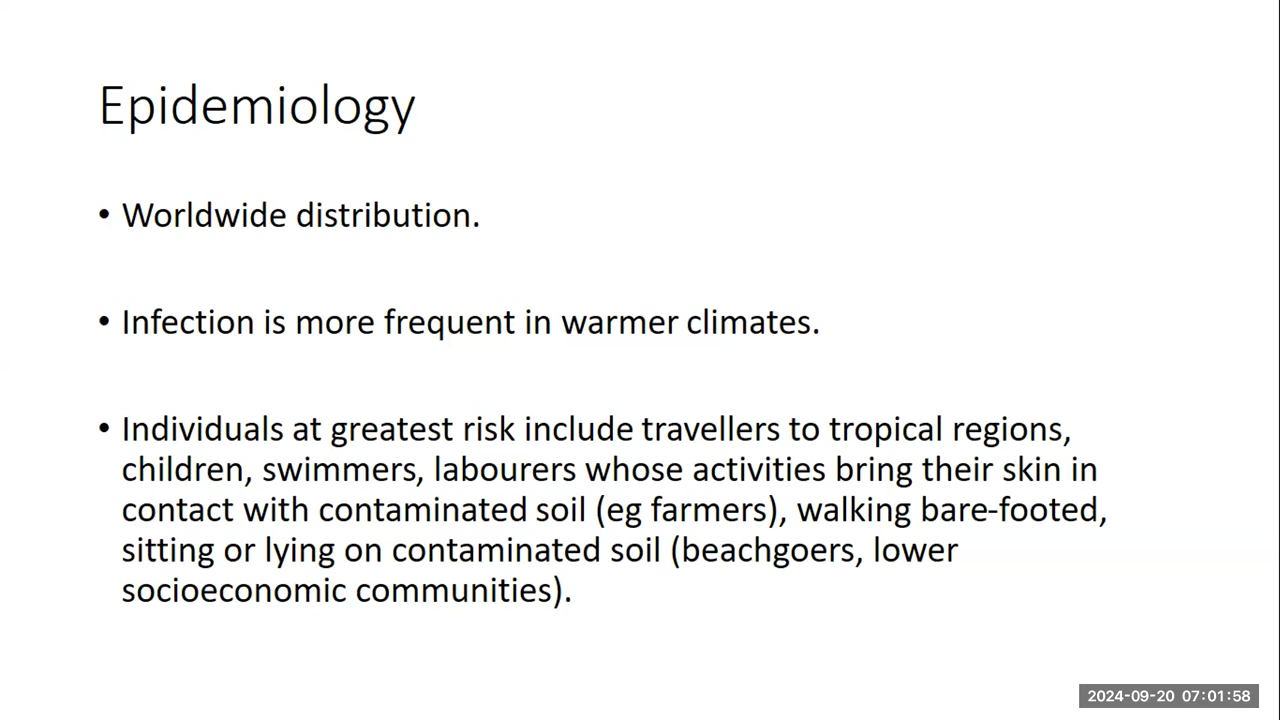 Epidemiology
• Worldwide distribution.
• Infection is more frequent in warmer climates.
• Individuals at greatest risk include travellers to tropical regions,
children, swimmers, labourers whose activities bring their skin in
contact with contaminated soil (eg farmers), walking bare-footed,
sitting or lying on contaminated soil (beachgoers, lower
socioeconomic communities).
2024-09-20 07:01:58